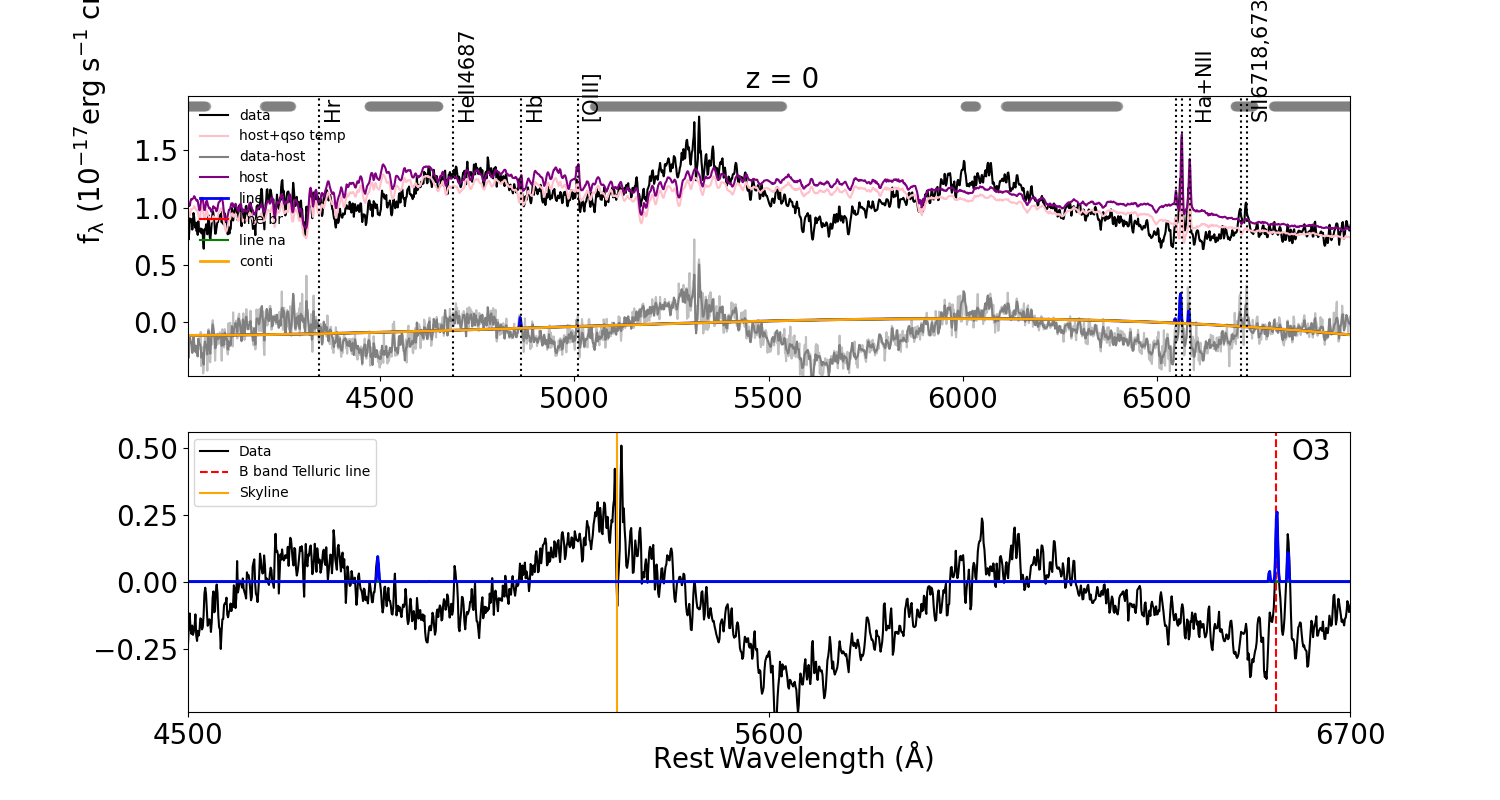 z = 0
f_λ (10^−17 erg s^−1
Hr
HeII4687
Hb
[OIII]
Ha+NII
SII6718,673
data
host+qso temp
data-host
host
line
line br
line na
conti
1.5
1.0
0.5
0.0
4500 5000 5500 6000 6500
Data
B band Telluric line
Skyline
O3
0.50
0.25
0.00
−0.25
4500 5600 6700
Rest Wavelength (Å)